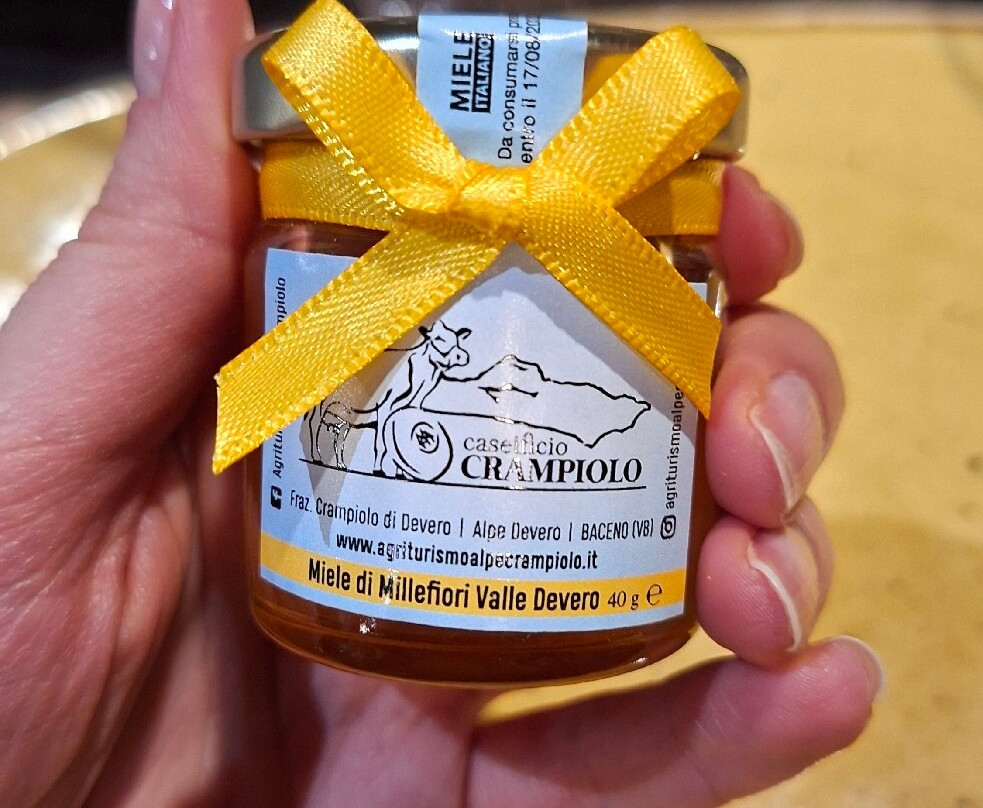 MIELE
ITALIANO
Da consumarsi
entro il 17/08/
caseificio
CRAMPIOLO
Fraz. Crampiolo di Devero | Alpe Devero | BACENO (VB)
www.agriturismoalpecrampiolo.it
Miele di Millefiori Valle Devero 40 g ℮